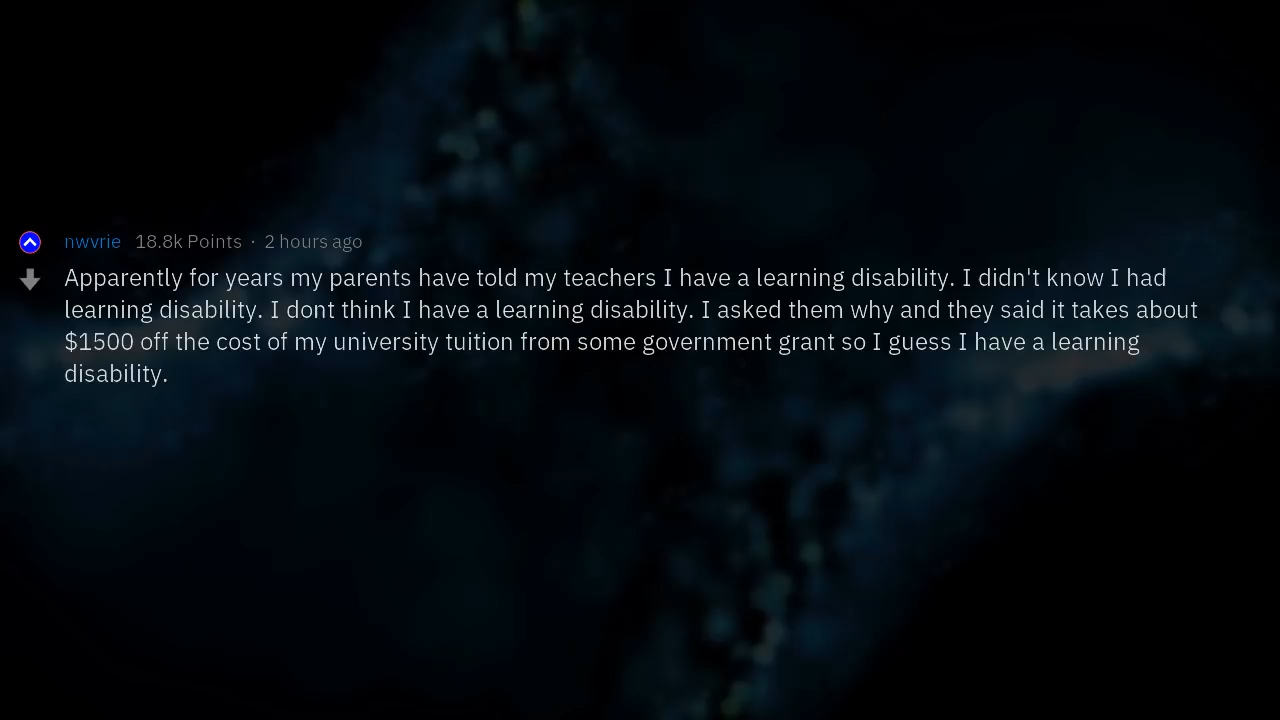 nwvrie 18.8k Points · 2 hours ago
Apparently for years my parents have told my teachers I have a learning disability. I didn't know I had
learning disability. I dont think I have a learning disability. I asked them why and they said it takes about
$1500 off the cost of my university tuition from some government grant so I guess I have a learning
disability.